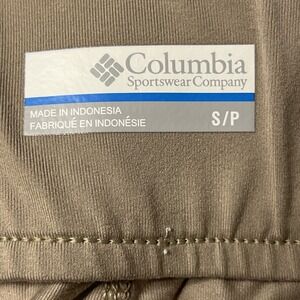 Columbia
Sportswear Company
MADE IN INDONESIA
FABRIQUÉ EN INDONÉSIE
S/P